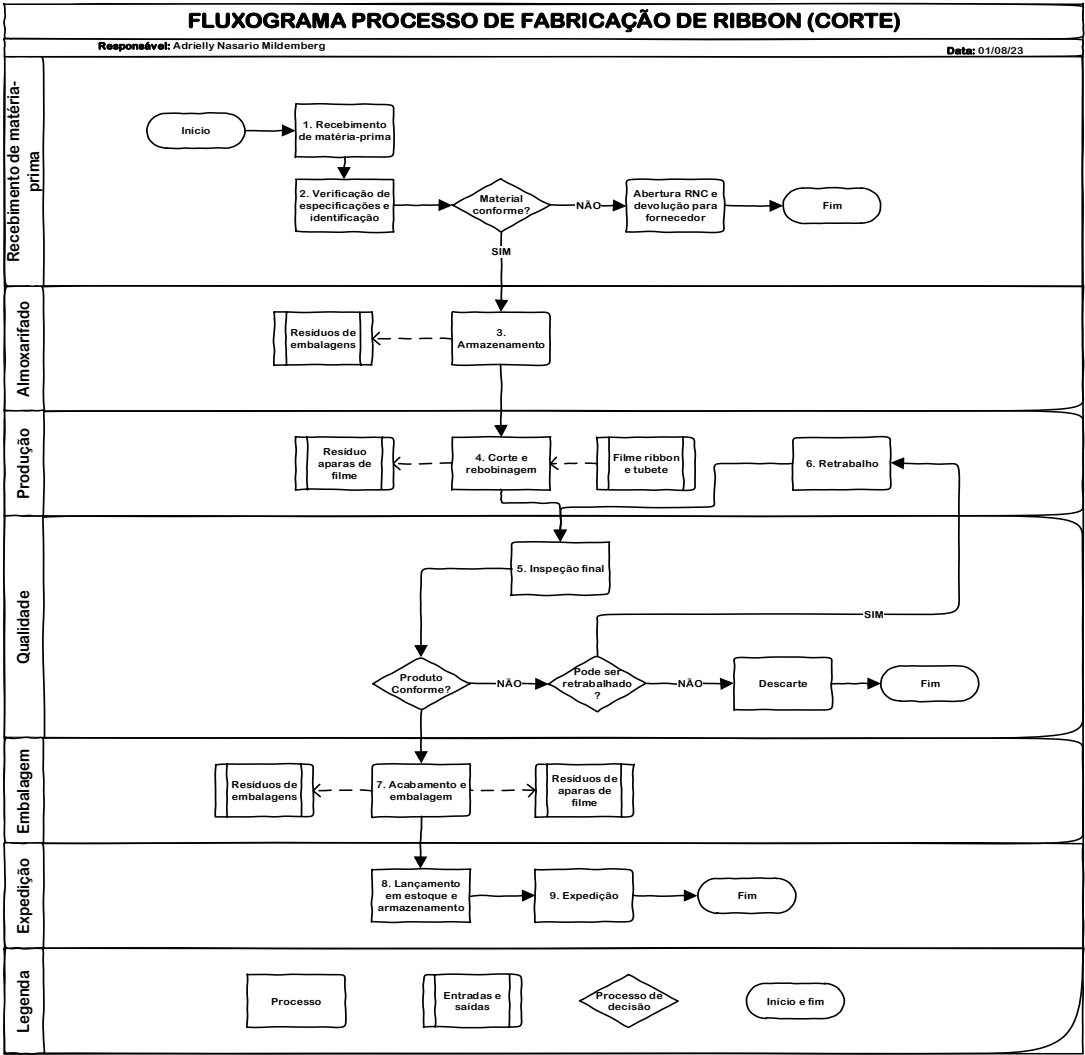 FLUXOGRAMA PROCESSO DE FABRICAÇÃO DE RIBBON (CORTE)
Responsável: Adrielly Nasario Mildemberg
Data: 01/08/23
Recebimento de matéria-
prima
Início
1. Recebimento
de matéria-prima
2. Verificação de
especificações e
identificação
Material
conforme?
NÃO
Abertura RNC e
devolução para
fornecedor
Fim
SIM
Almoxarifado
Resíduos de
embalagens
3.
Armazenamento
Produção
Resíduo
aparas de
filme
4. Corte e
rebobinagem
Filme ribbon
e tubete
6. Retrabalho
Qualidade
5. Inspeção final
SIM
Produto
Conforme?
NÃO
Pode ser
retrabalhado
?
NÃO
Descarte
Fim
Embalagem
Resíduos de
embalagens
7. Acabamento e
embalagem
Resíduos de
aparas de
filme
Expedição
8. Lançamento
em estoque e
armazenamento
9. Expedição
Fim
Legenda
Processo
Entradas e
saídas
Processo de
decisão
Início e fim